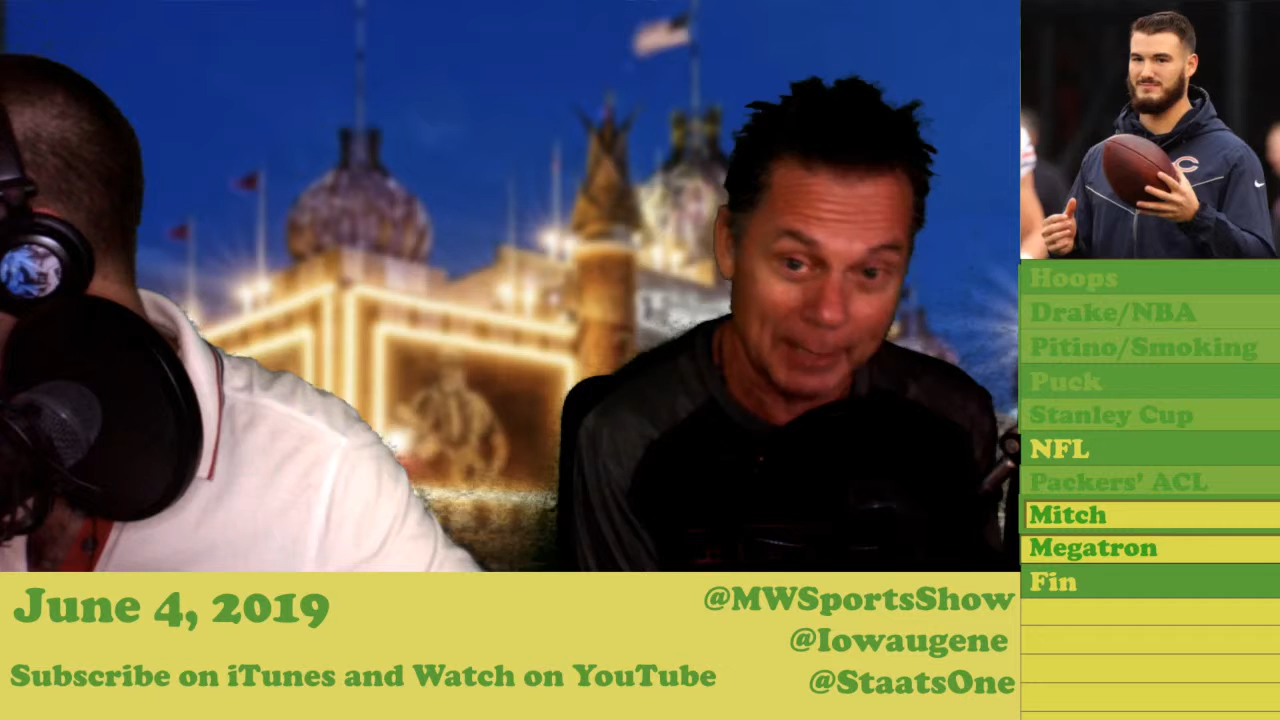 Hoops
Drake/NBA
Pitino/Smoking
Puck
Stanley Cup
NFL
Packers' ACL
Mitch
Megatron
Fin
June 4, 2019
Subscribe on iTunes and Watch on YouTube
@MWSportsShow
@Iowaugene
@StaatsOne